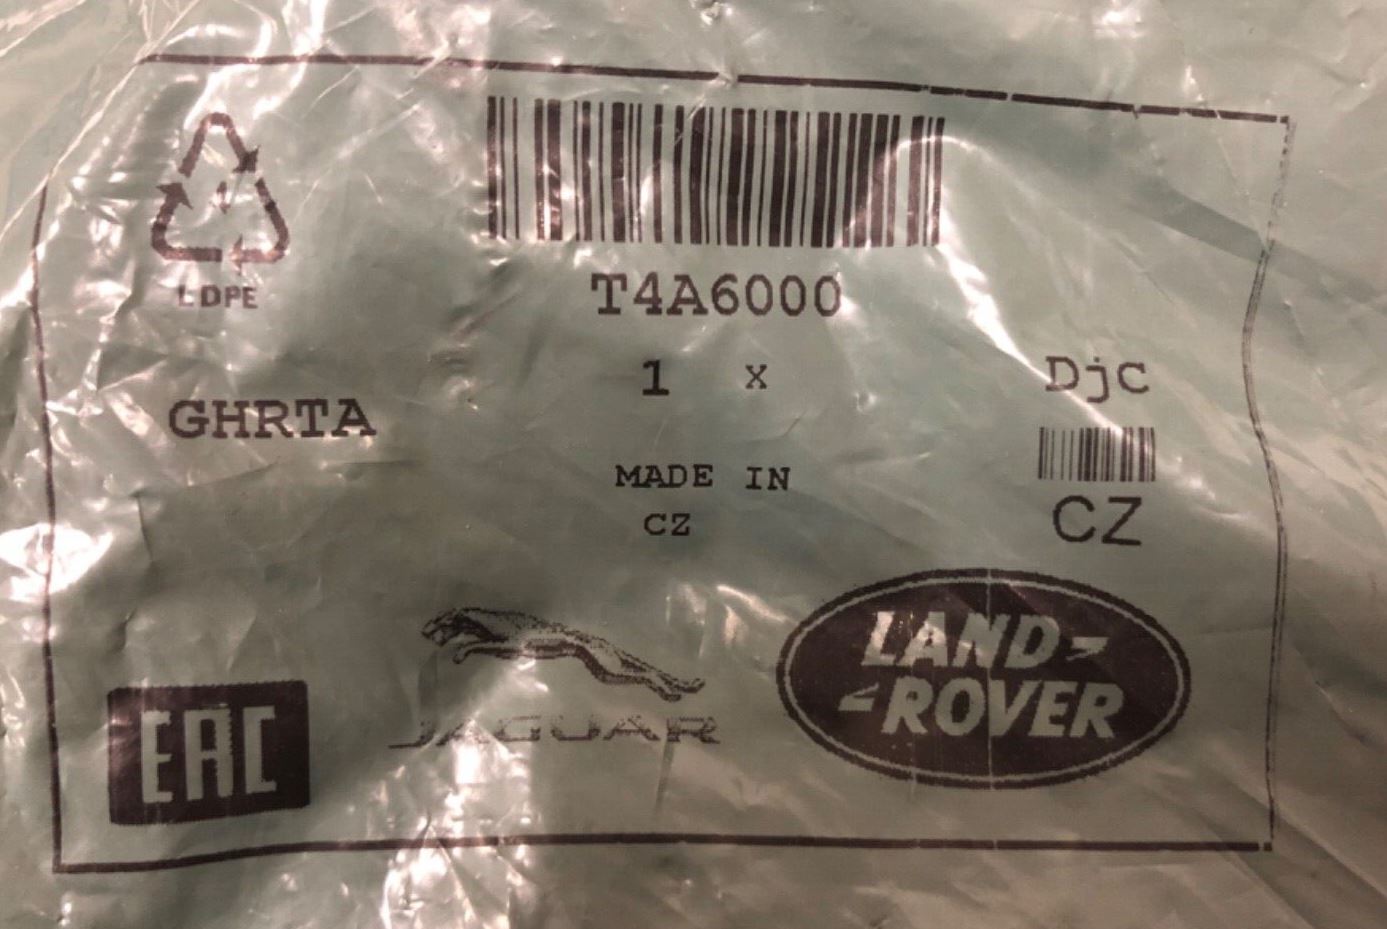 LDPE
T4A6000
1 x
GHRTA
DjC
MADE IN
CZ
CZ
EAC
JAGUAR
LAND-
-ROVER